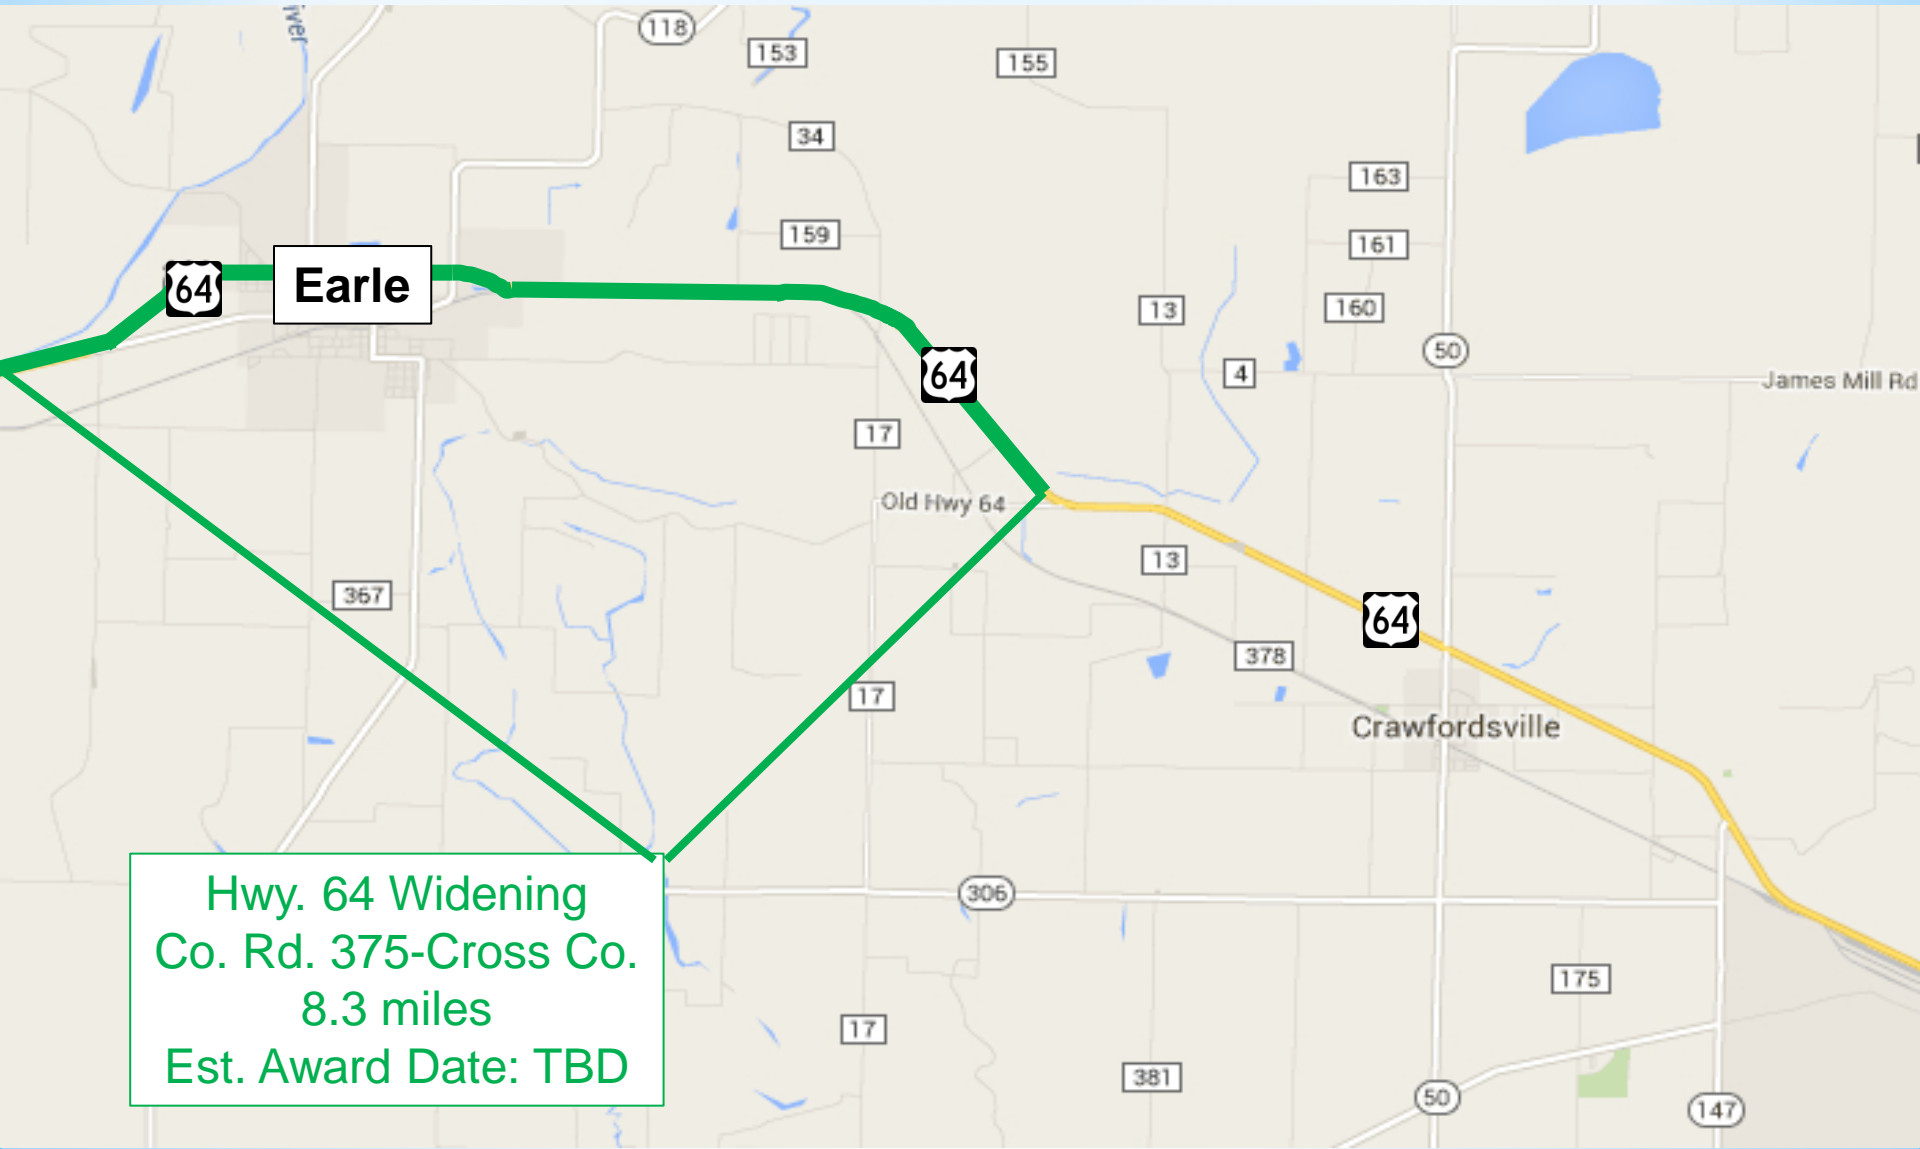 iver
118
153
155
34
163
159
161
64
Earle
13
160
50
64
4
James Mill Rd
17
Old Hwy 64
13
367
64
378
17
Crawfordsville
Hwy. 64 Widening
Co. Rd. 375-Cross Co.
8.3 miles
Est. Award Date: TBD
306
175
17
381
50
147